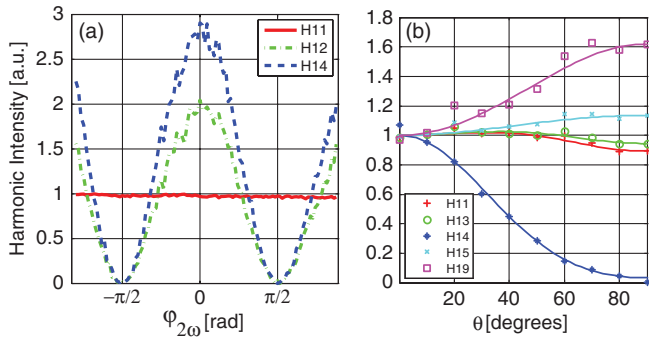 (a)
H11
H12
H14
Harmonic Intensity [a.u.]
3
2.5
2
1.5
1
0.5
0
−π/2
0
π/2
φ2ω [rad]
(b)
1.8
1.6
1.4
1.2
1
0.8
0.6
0.4
0.2
0
H11
H13
H14
H15
H19
20
40
60
80
θ [degrees]